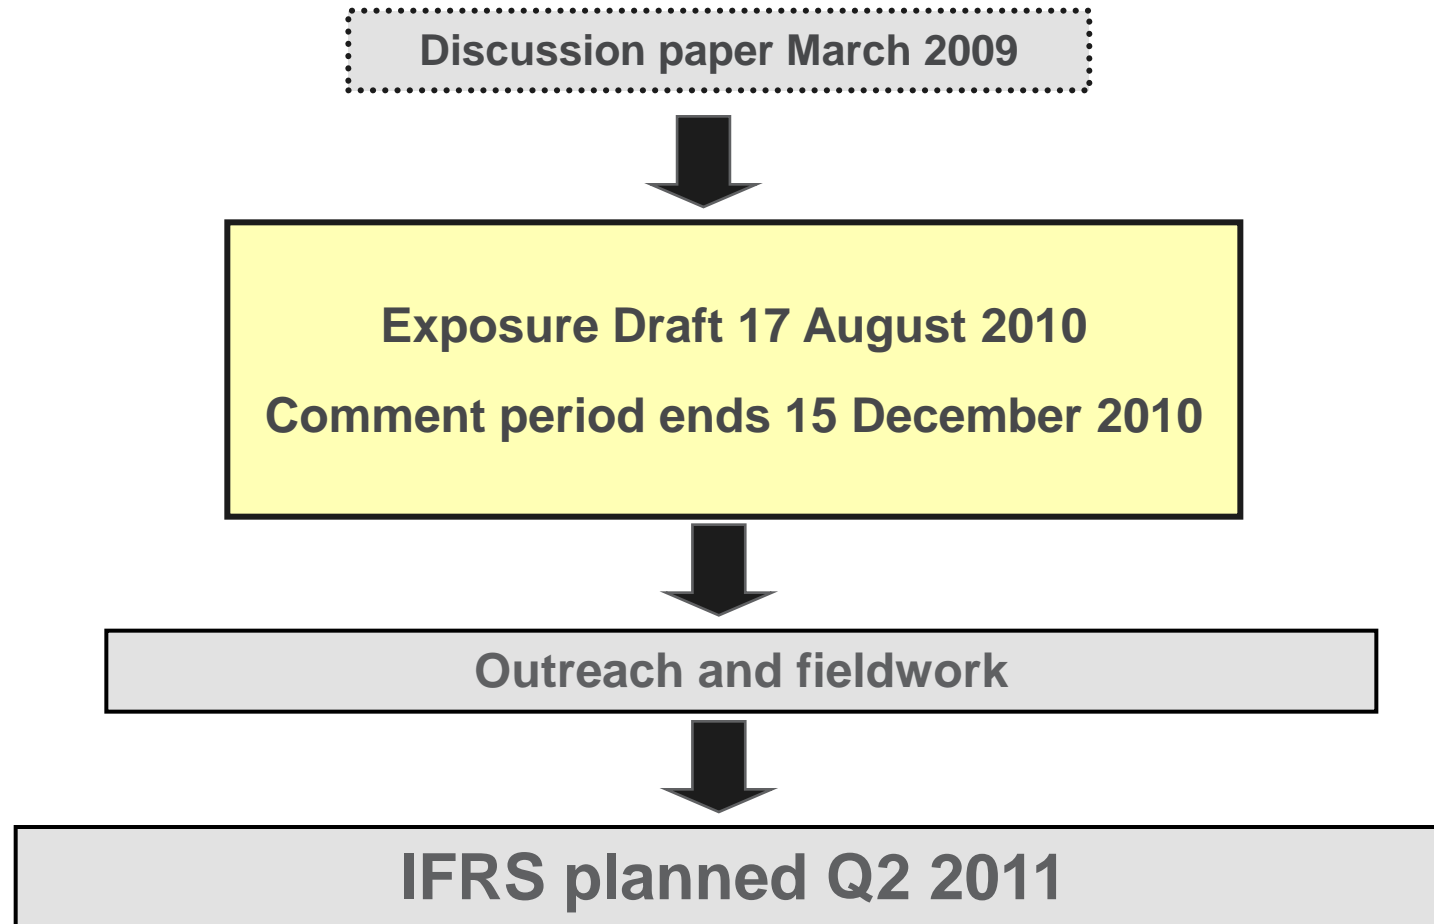 Discussion paper March 2009
Exposure Draft 17 August 2010
Comment period ends 15 December 2010
Outreach and fieldwork
IFRS planned Q2 2011